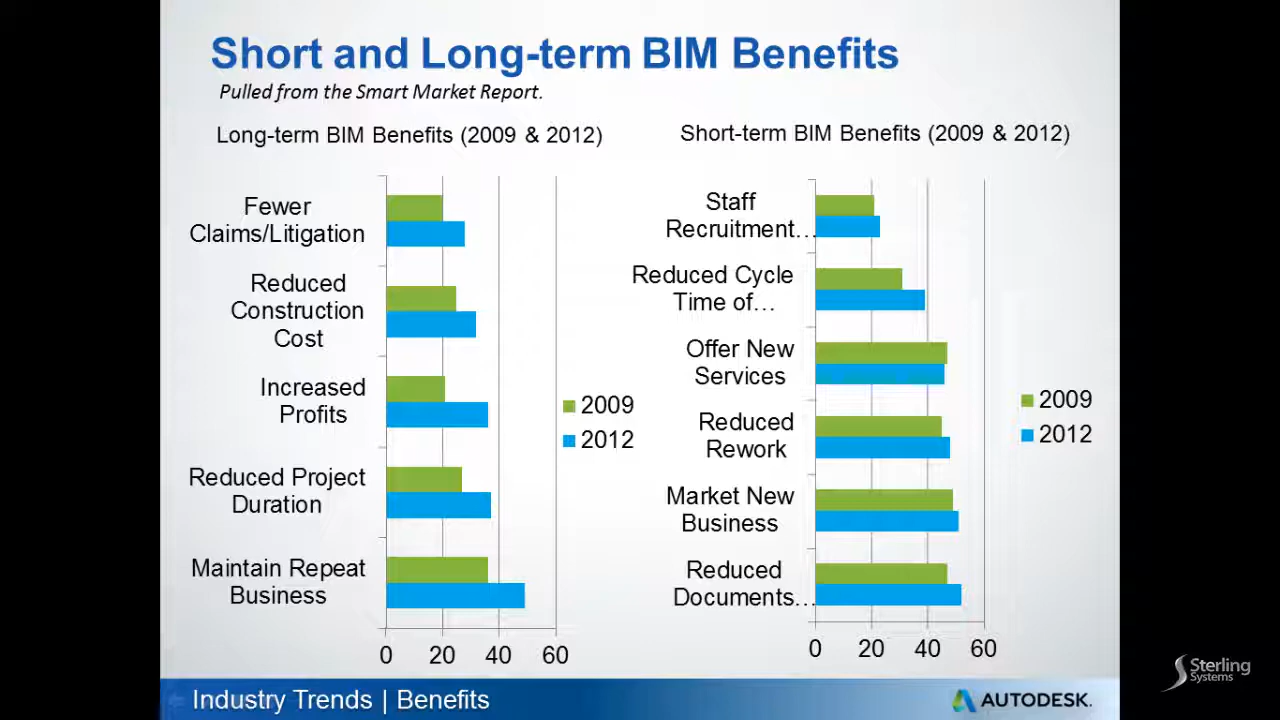 Short and Long-term BIM Benefits
Pulled from the Smart Market Report.
Long-term BIM Benefits (2009 & 2012)
Fewer
Claims/Litigation
Reduced
Construction
Cost
Increased
Profits
Reduced Project
Duration
Maintain Repeat
Business
0 20 40 60
2009
2012
Short-term BIM Benefits (2009 & 2012)
Staff
Recruitment…
Reduced Cycle
Time of…
Offer New
Services
Reduced
Rework
Market New
Business
Reduced
Documents…
0 20 40 60
2009
2012
Industry Trends | Benefits
AUTODESK.
Sterling
Systems